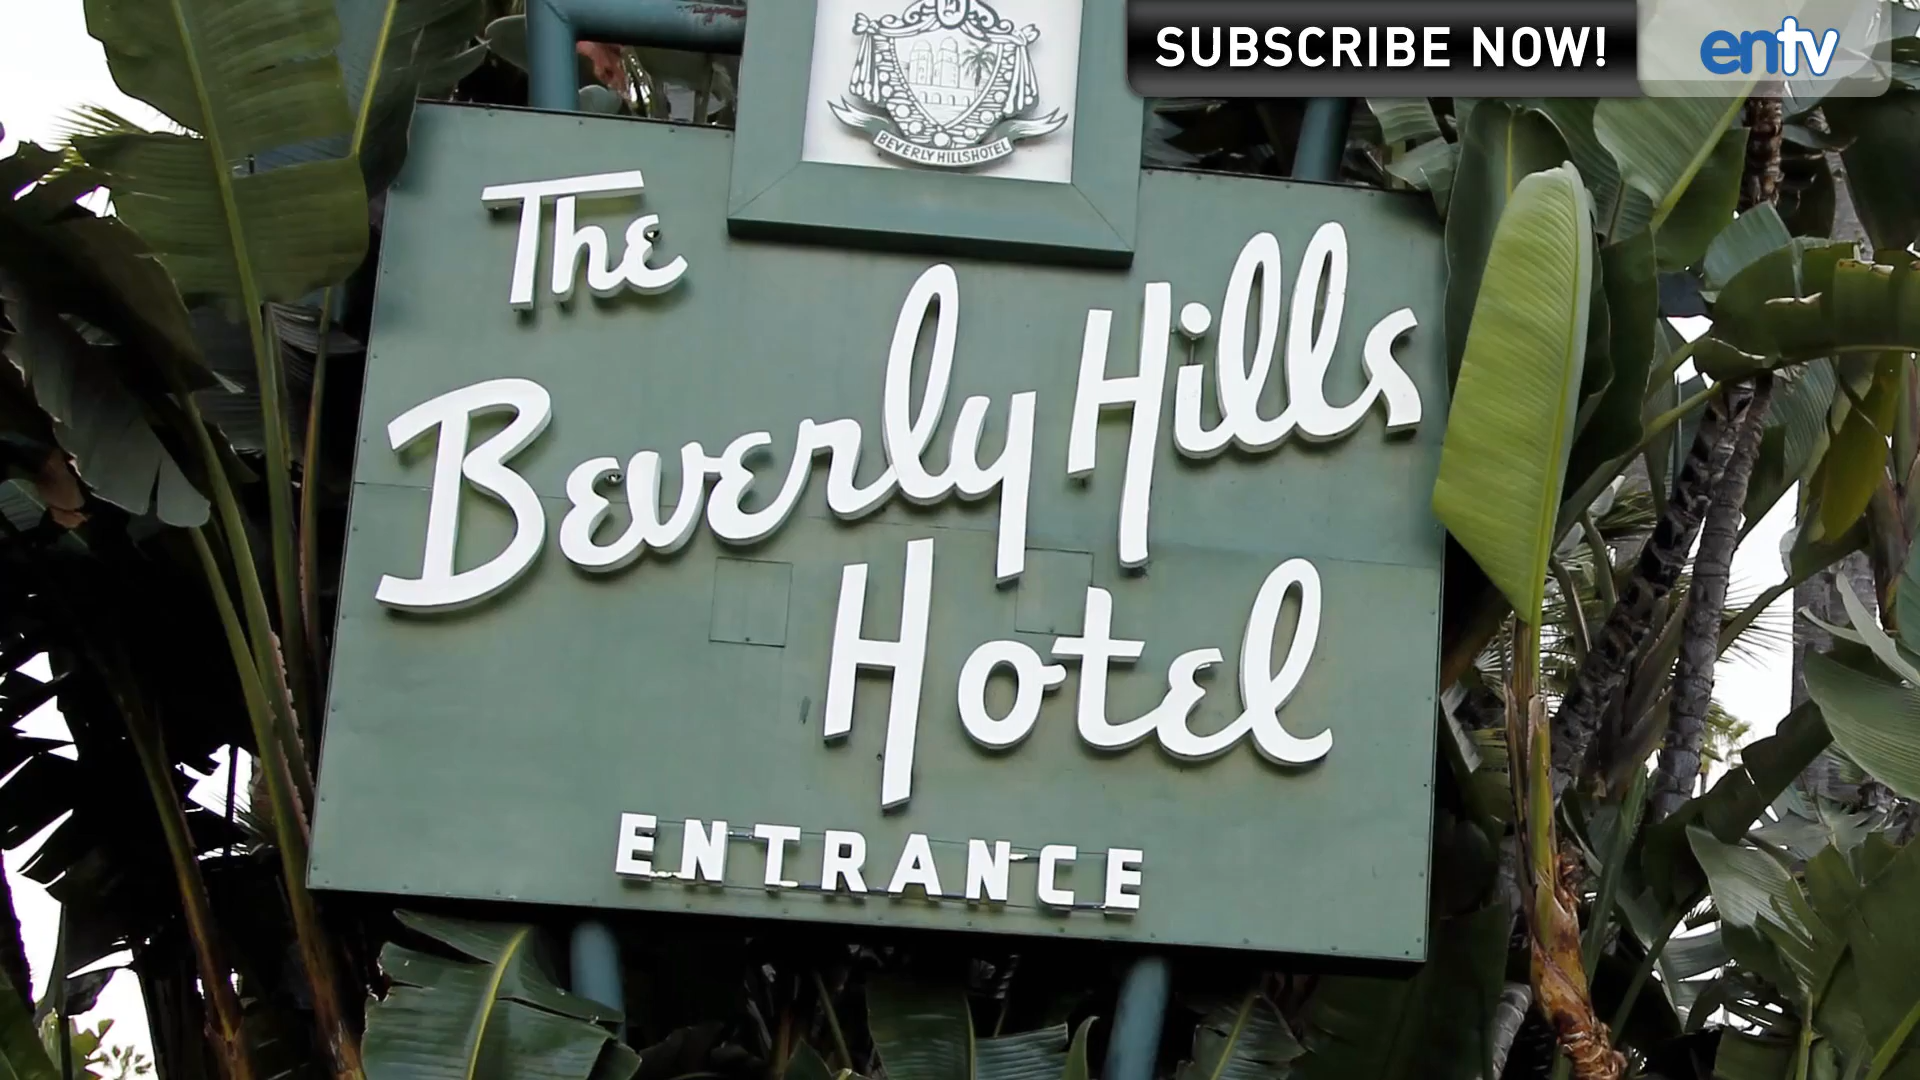 SUBSCRIBE NOW! entv
BEVERLY HILLS HOTEL
The
Beverly Hills
Hotel
ENTRANCE